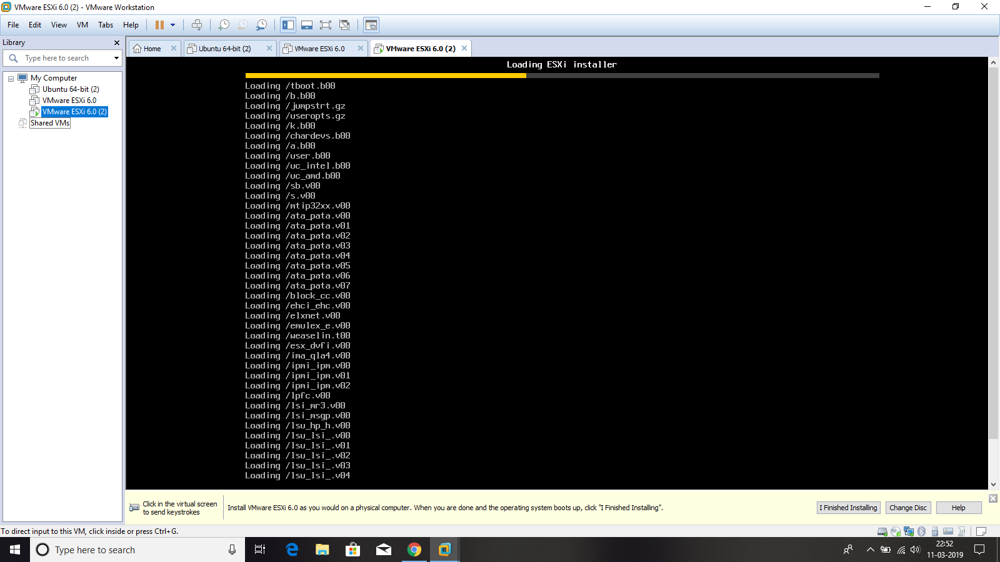 VMware ESXi 6.0 (2) - VMware Workstation
File Edit View VM Tabs Help
Library
Type here to search
My Computer
Ubuntu 64-bit (2)
VMware ESXi 6.0
VMware ESXi 6.0 (2)
Shared VMs
Home Ubuntu 64-bit (2) VMware ESXi 6.0 VMware ESXi 6.0 (2)
Loading ESXi installer
Loading /tboot.b00
Loading /b.b00
Loading /jumpstrt.gz
Loading /useropts.gz
Loading /k.b00
Loading /chardevs.b00
Loading /a.b00
Loading /user.b00
Loading /uc_intel.b00
Loading /uc_amd.b00
Loading /sb.v00
Loading /s.v00
Loading /mtip32xx.v00
Loading /ata_pata.v00
Loading /ata_pata.v01
Loading /ata_pata.v02
Loading /ata_pata.v03
Loading /ata_pata.v04
Loading /ata_pata.v05
Loading /ata_pata.v06
Loading /ata_pata.v07
Loading /block_cc.v00
Loading /ehci_ehc.v00
Loading /elxnet.v00
Loading /emulex_e.v00
Loading /weaselin.t00
Loading /esx_dvfi.v00
Loading /ima_qla4.v00
Loading /ipmi_ipm.v00
Loading /ipmi_ipm.v01
Loading /ipmi_ipm.v02
Loading /lpfc.v00
Loading /lsi_mr3.v00
Loading /lsi_msgp.v00
Loading /lsu_hp_h.v00
Loading /lsu_lsi_.v00
Loading /lsu_lsi_.v01
Loading /lsu_lsi_.v02
Loading /lsu_lsi_.v03
Loading /lsu_lsi_.v04
Click in the virtual screen
to send keystrokes
Install VMware ESXi 6.0 as you would on a physical computer. When you are done and the operating system boots up, click "I Finished Installing".
I Finished Installing Change Disc Help
To direct input to this VM, click inside or press Ctrl+G.
Type here to search
22:52
11-03-2019